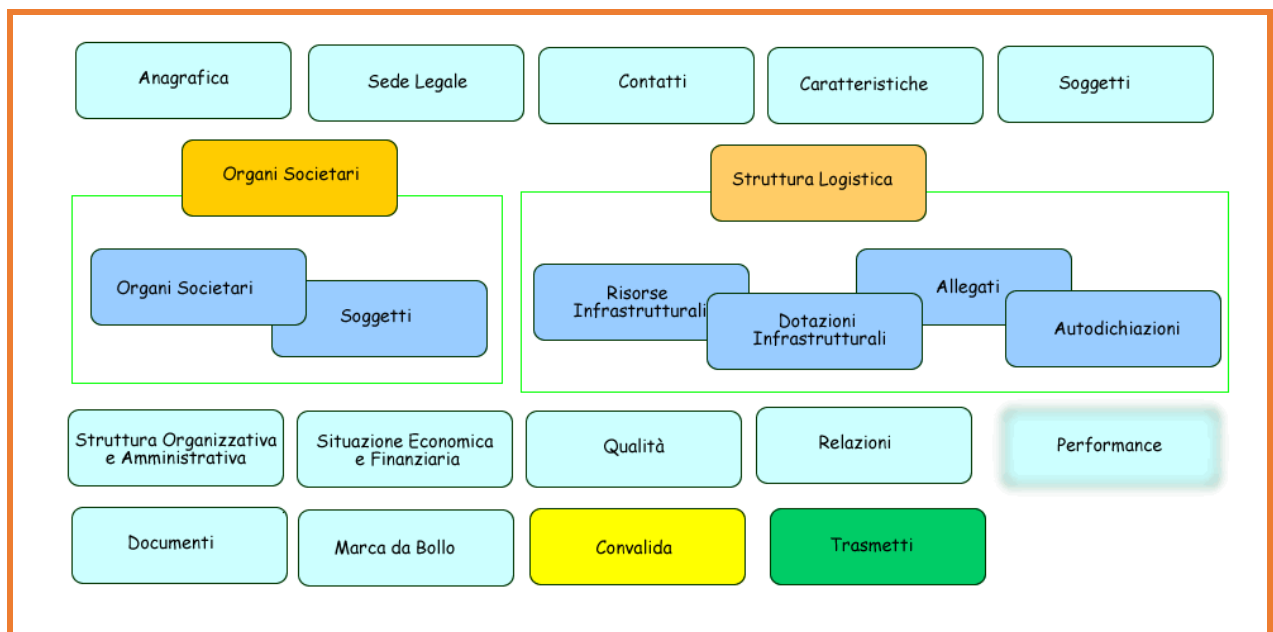 Anagrafica
Sede Legale
Contatti
Caratteristiche
Soggetti
Organi Societari
Struttura Logistica
Organi Societari
Soggetti
Risorse
Infrastrutturali
Dotazioni
Infrastrutturali
Allegati
Autodichiazioni
Struttura Organizzativa
e Amministrativa
Situazione Economica
e Finanziaria
Qualità
Relazioni
Performance
Documenti
Marca da Bollo
Convalida
Trasmetti